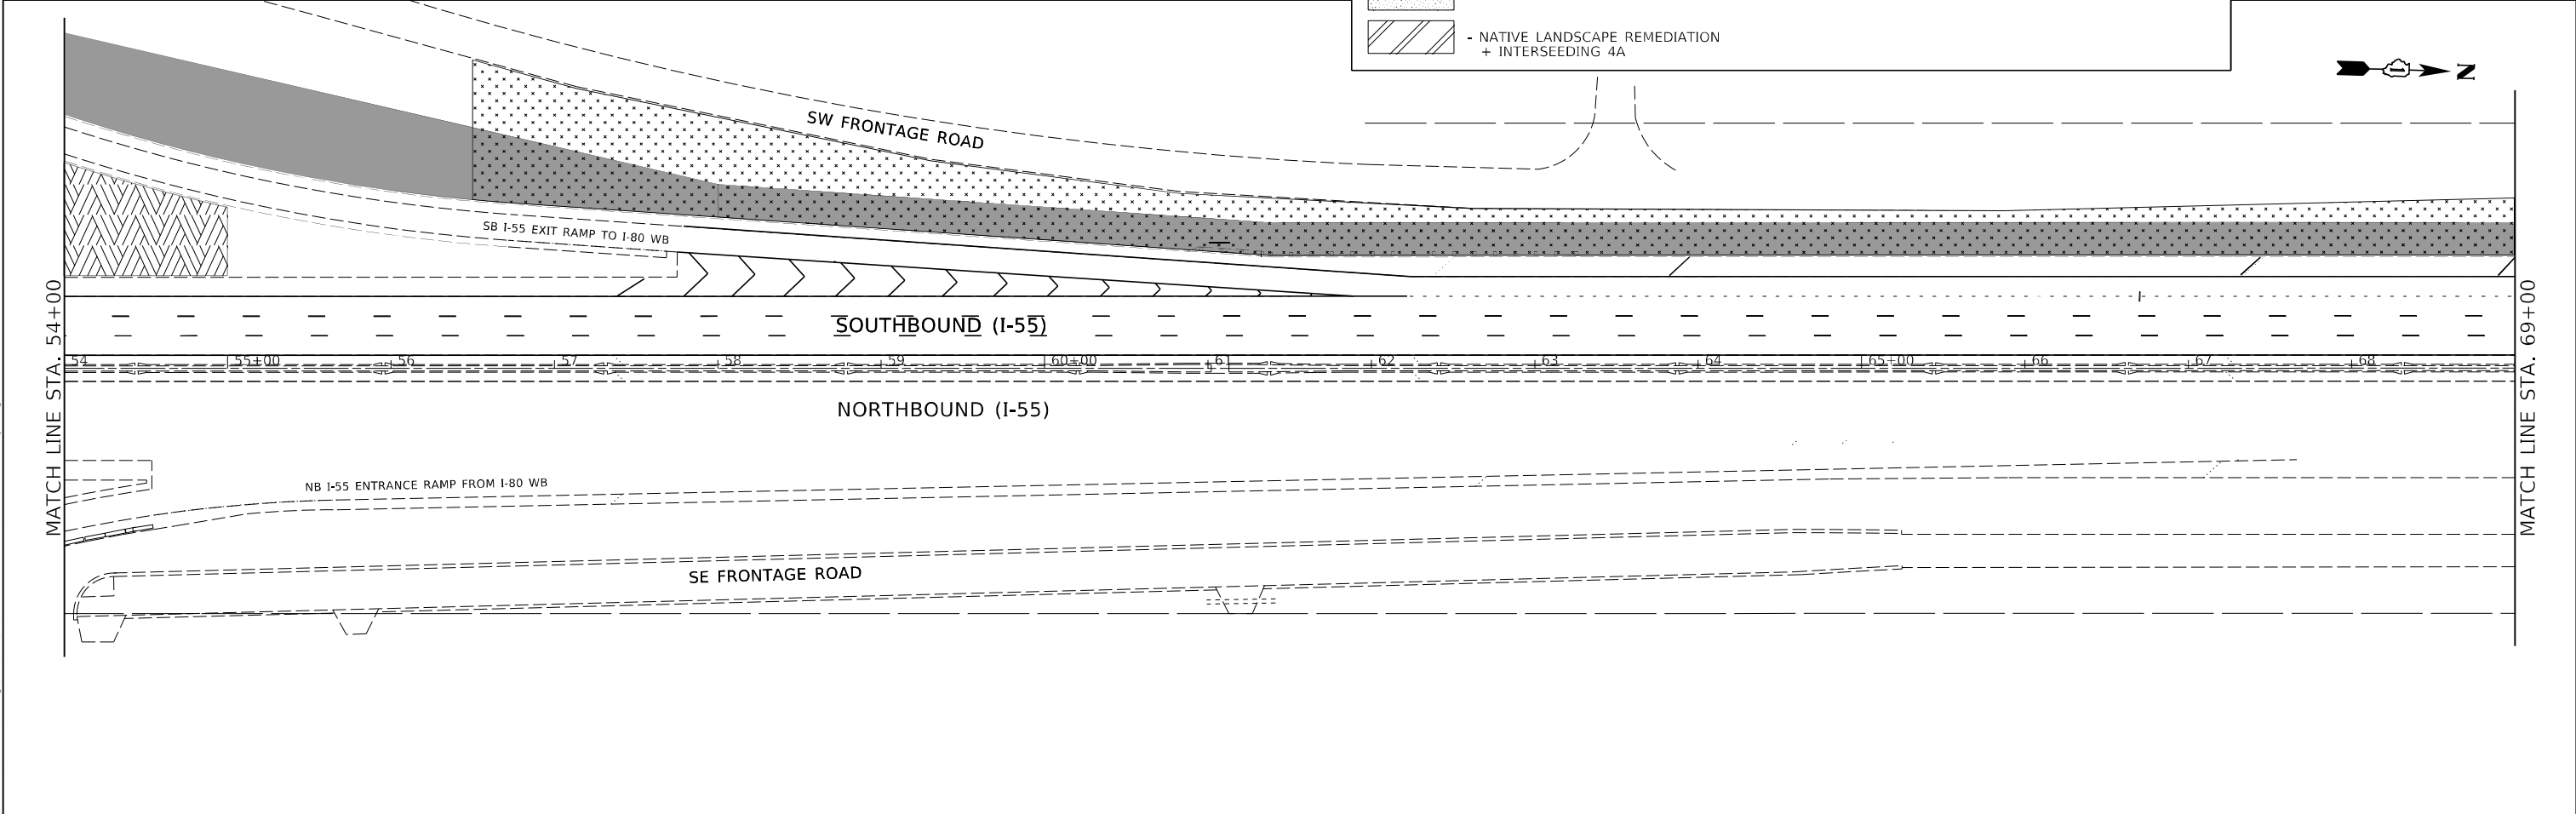 - NATIVE LANDSCAPE REMEDIATION
+ INTERSEEDING 4A
N
SW FRONTAGE ROAD
SB I-55 EXIT RAMP TO I-80 WB
MATCH LINE STA. 54+00
MATCH LINE STA. 69+00
SOUTHBOUND (I-55)
54 55+00 56 57 58 59 60+00 61 62 63 64 65+00 66 67 68
NORTHBOUND (I-55)
NB I-55 ENTRANCE RAMP FROM I-80 WB
SE FRONTAGE ROAD